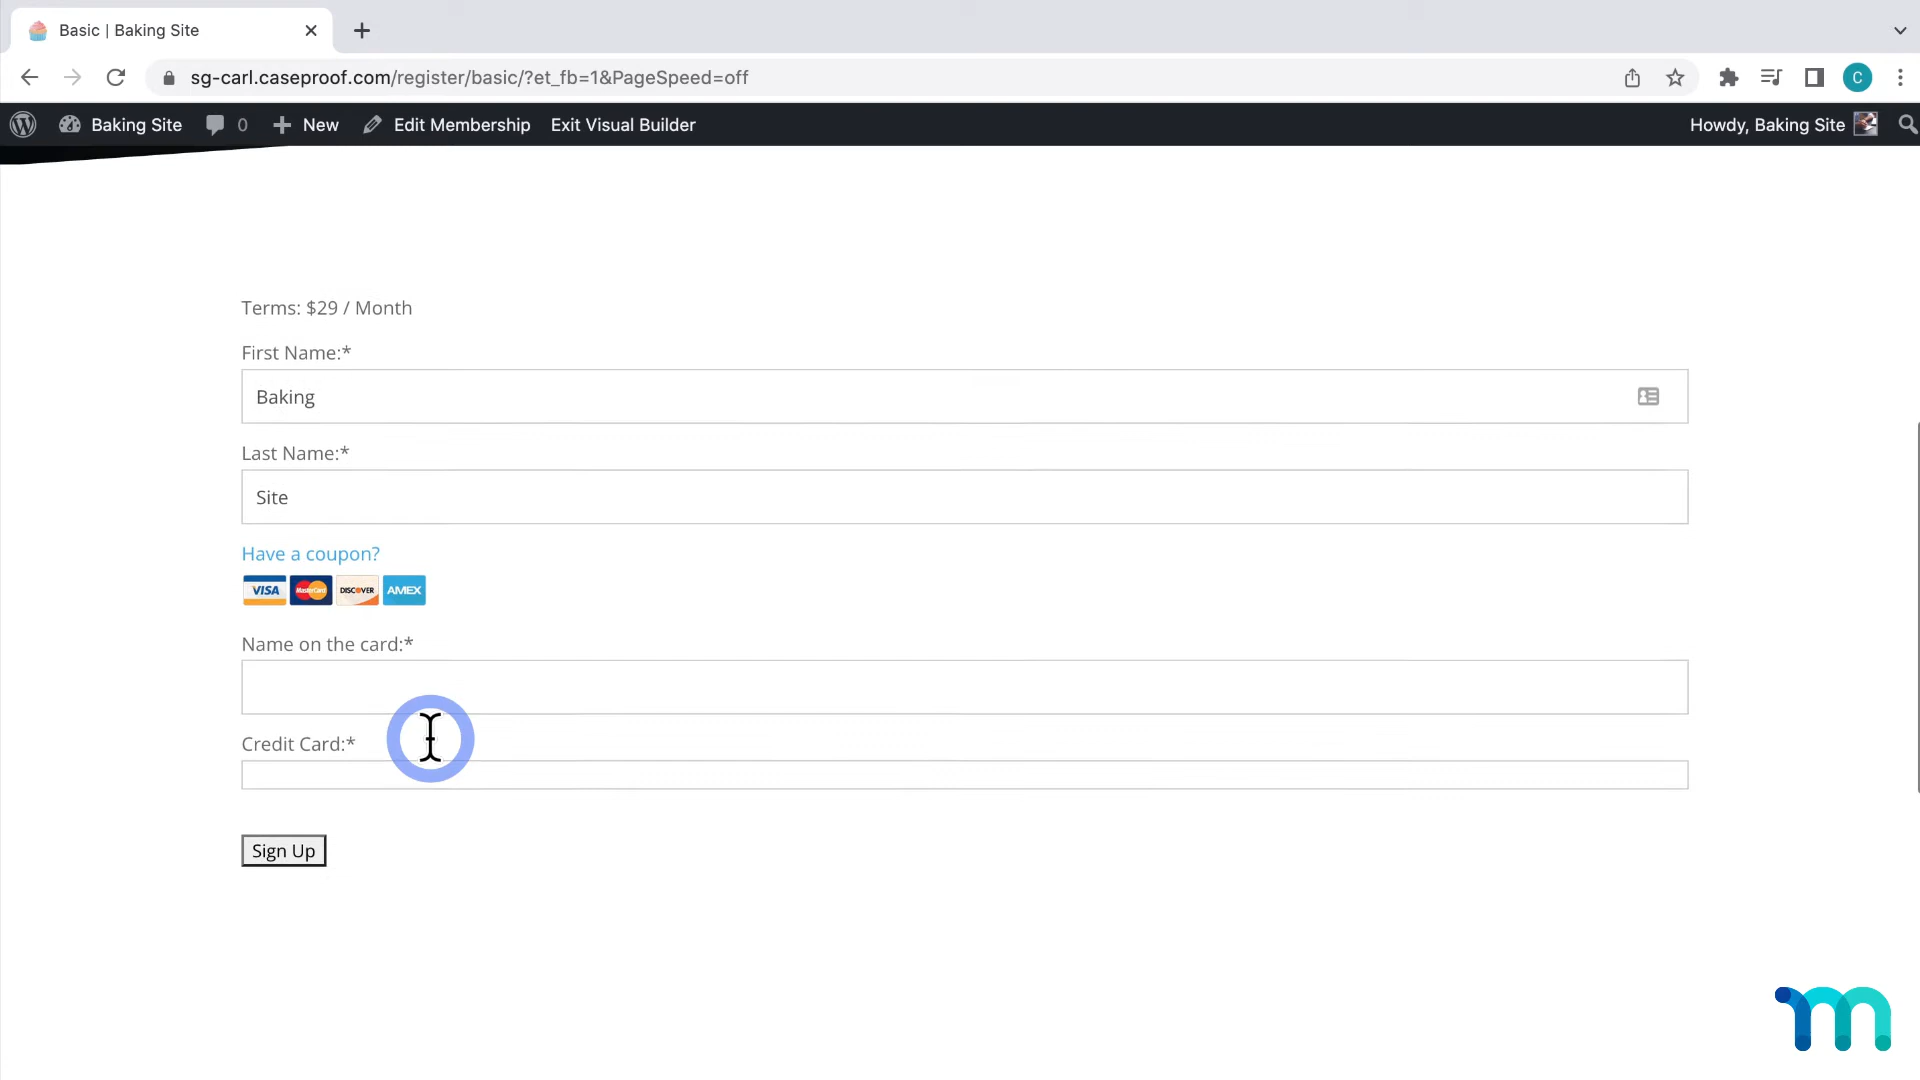 Basic | Baking Site
sg-carl.caseproof.com/register/basic/?et_fb=1&PageSpeed=off
C
Baking Site 0 New Edit Membership Exit Visual Builder Howdy, Baking Site
Terms: $29 / Month
First Name:*
Baking
Last Name:*
Site
Have a coupon?
VISA MasterCard DISCOVER AMEX
Name on the card:*
Credit Card:*
Sign Up
m